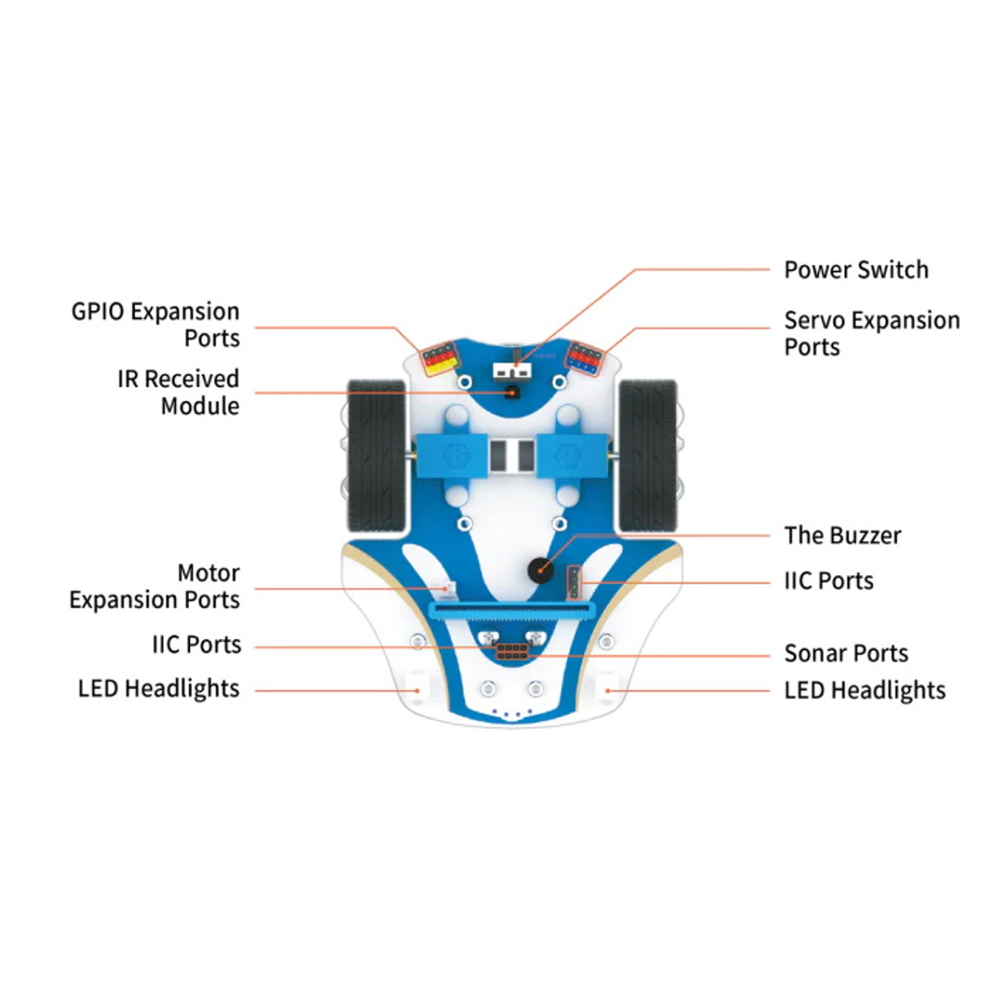 GPIO Expansion
Ports
IR Received
Module
Motor
Expansion Ports
IIC Ports
LED Headlights
Power Switch
Servo Expansion
Ports
The Buzzer
IIC Ports
Sonar Ports
LED Headlights